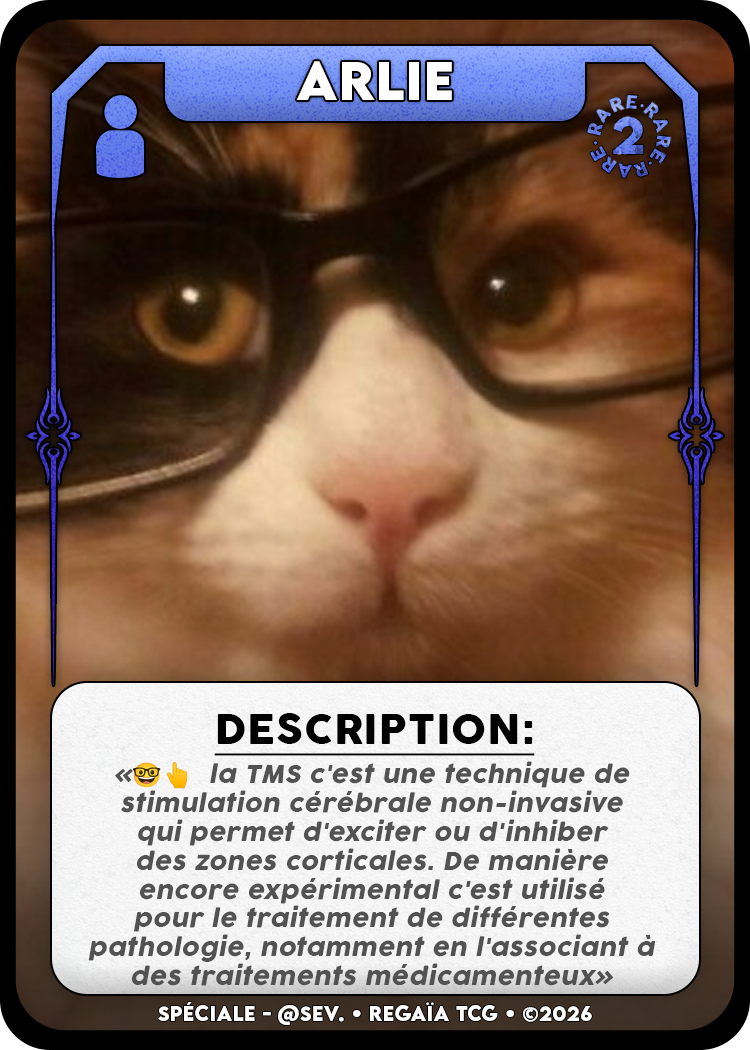 ARLIE
RARE·RARE·RARE·RARE·
2
DESCRIPTION:
«🤓👆 la TMS c'est une technique de
stimulation cérébrale non-invasive
qui permet d'exciter ou d'inhiber
des zones corticales. De manière
encore expérimental c'est utilisé
pour le traitement de différentes
pathologie, notamment en l'associant à
des traitements médicamenteux»
SPÉCIALE - @SEV. • REGAÏA TCG • ©2026